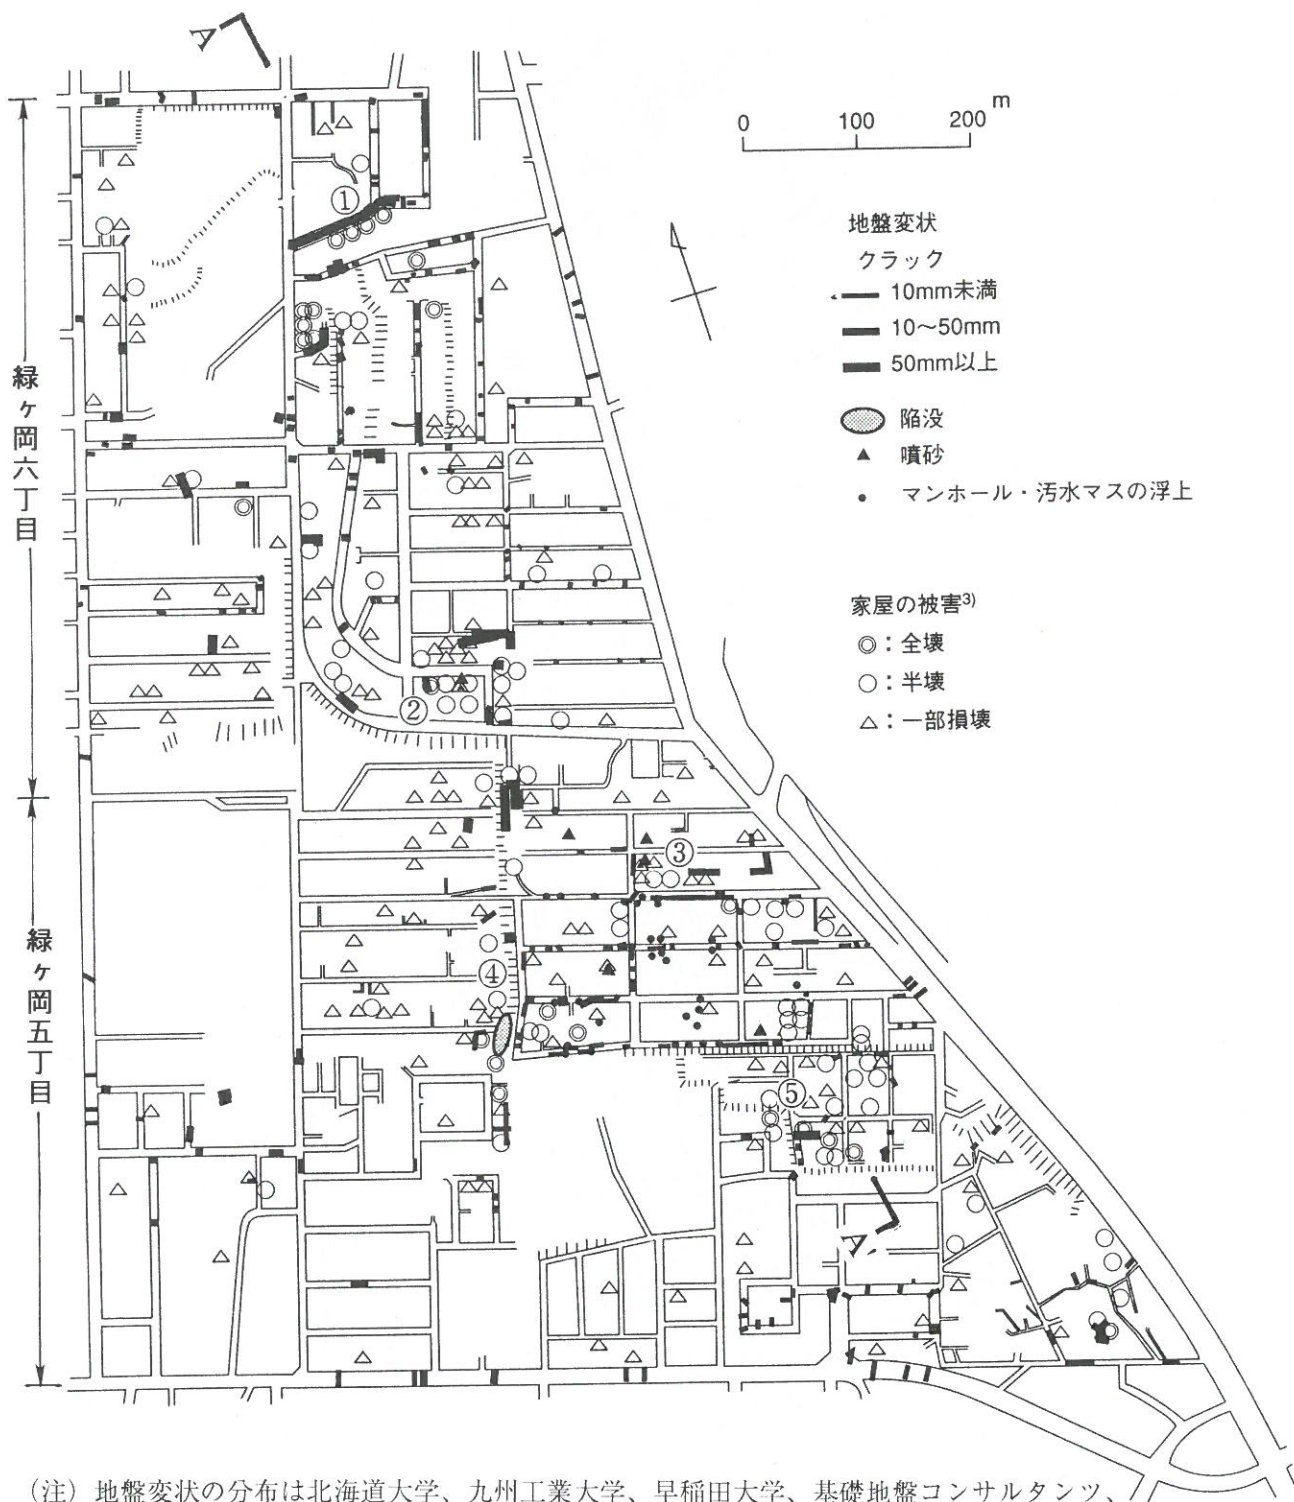 A
0 100 200 m
地盤変状
クラック
10mm未満
10〜50mm
50mm以上
陥没
噴砂
マンホール・汚水マスの浮上
家屋の被害3)
◎:全壊
○:半壊
△:一部損壊
緑ヶ岡六丁目
緑ヶ岡五丁目
①
②
③
④
⑤
A
(注) 地盤変状の分布は北海道大学、九州工業大学、早稲田大学、基礎地盤コンサルタンツ、